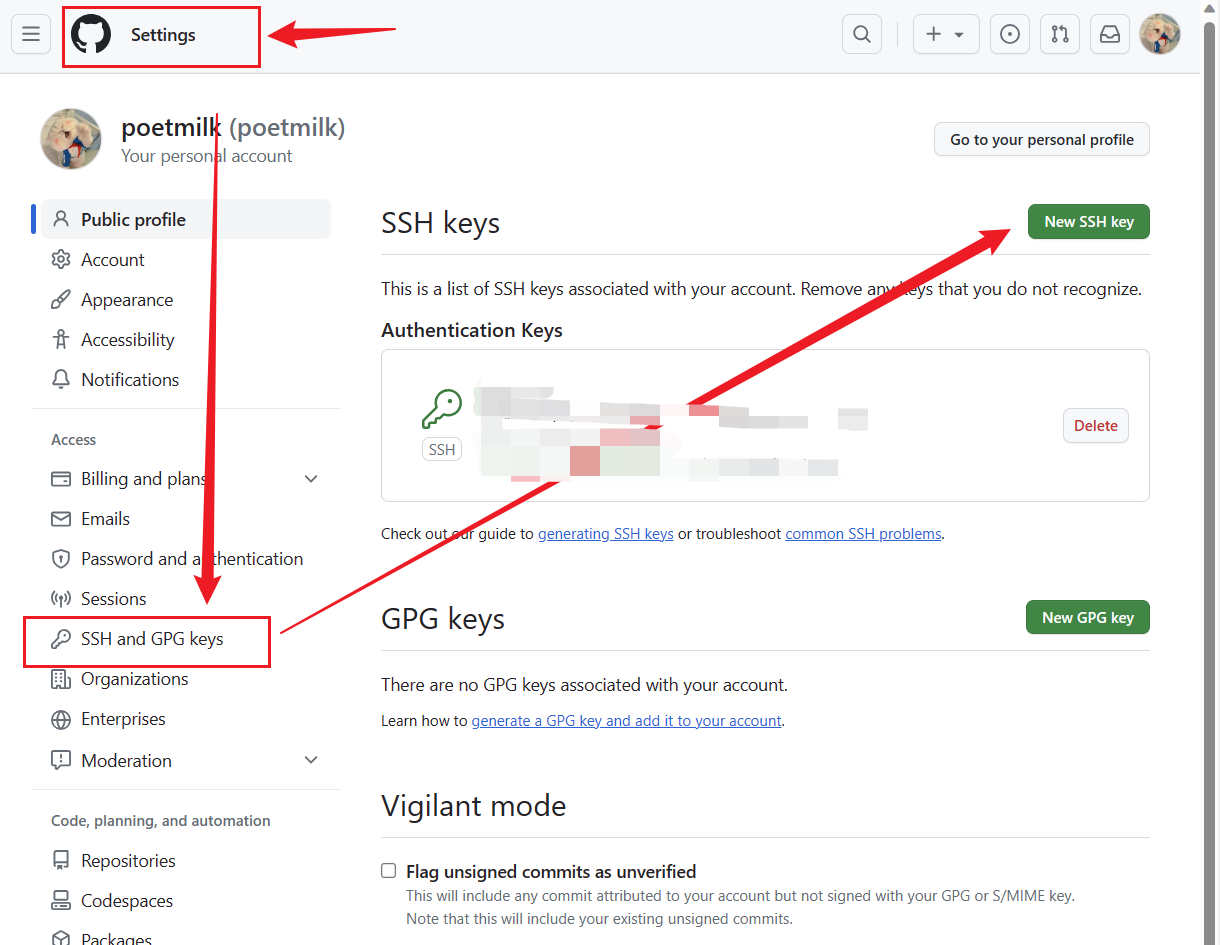 Settings
poetmilk (poetmilk)
Your personal account
Go to your personal profile
Public profile
Account
Appearance
Accessibility
Notifications
Access
Billing and plans
Emails
Password and authentication
Sessions
SSH and GPG keys
Organizations
Enterprises
Moderation
Code, planning, and automation
Repositories
Codespaces
Packages
SSH keys
New SSH key
This is a list of SSH keys associated with your account. Remove any keys that you do not recognize.
Authentication Keys
SSH
Delete
Check out our guide to generating SSH keys or troubleshoot common SSH problems.
GPG keys
New GPG key
There are no GPG keys associated with your account.
Learn how to generate a GPG key and add it to your account.
Vigilant mode
Flag unsigned commits as unverified
This will include any commit attributed to your account but not signed with your GPG or S/MIME key.
Note that this will include your existing unsigned commits.